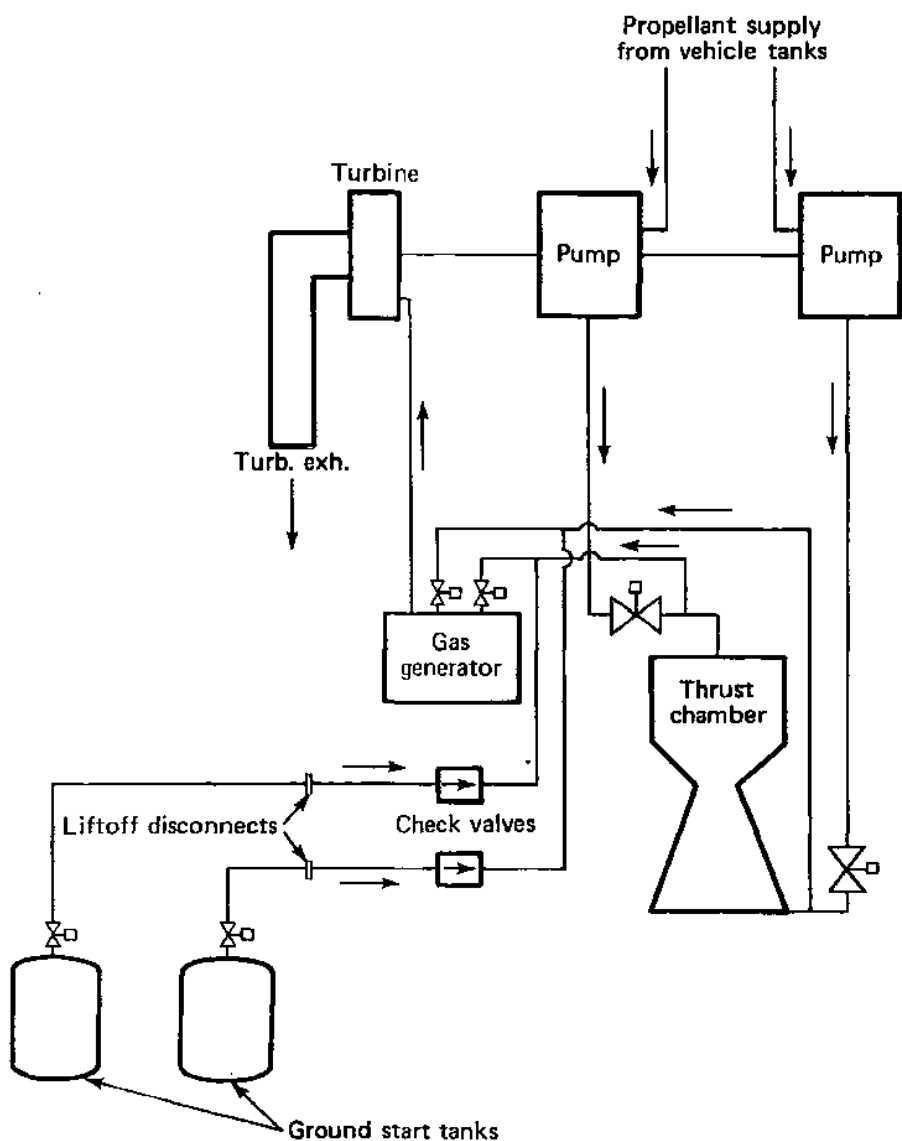 Propellant supply
from vehicle tanks
Turbine
Pump
Pump
Turb. exh.
Gas
generator
Thrust
chamber
Liftoff disconnects
Check valves
Ground start tanks